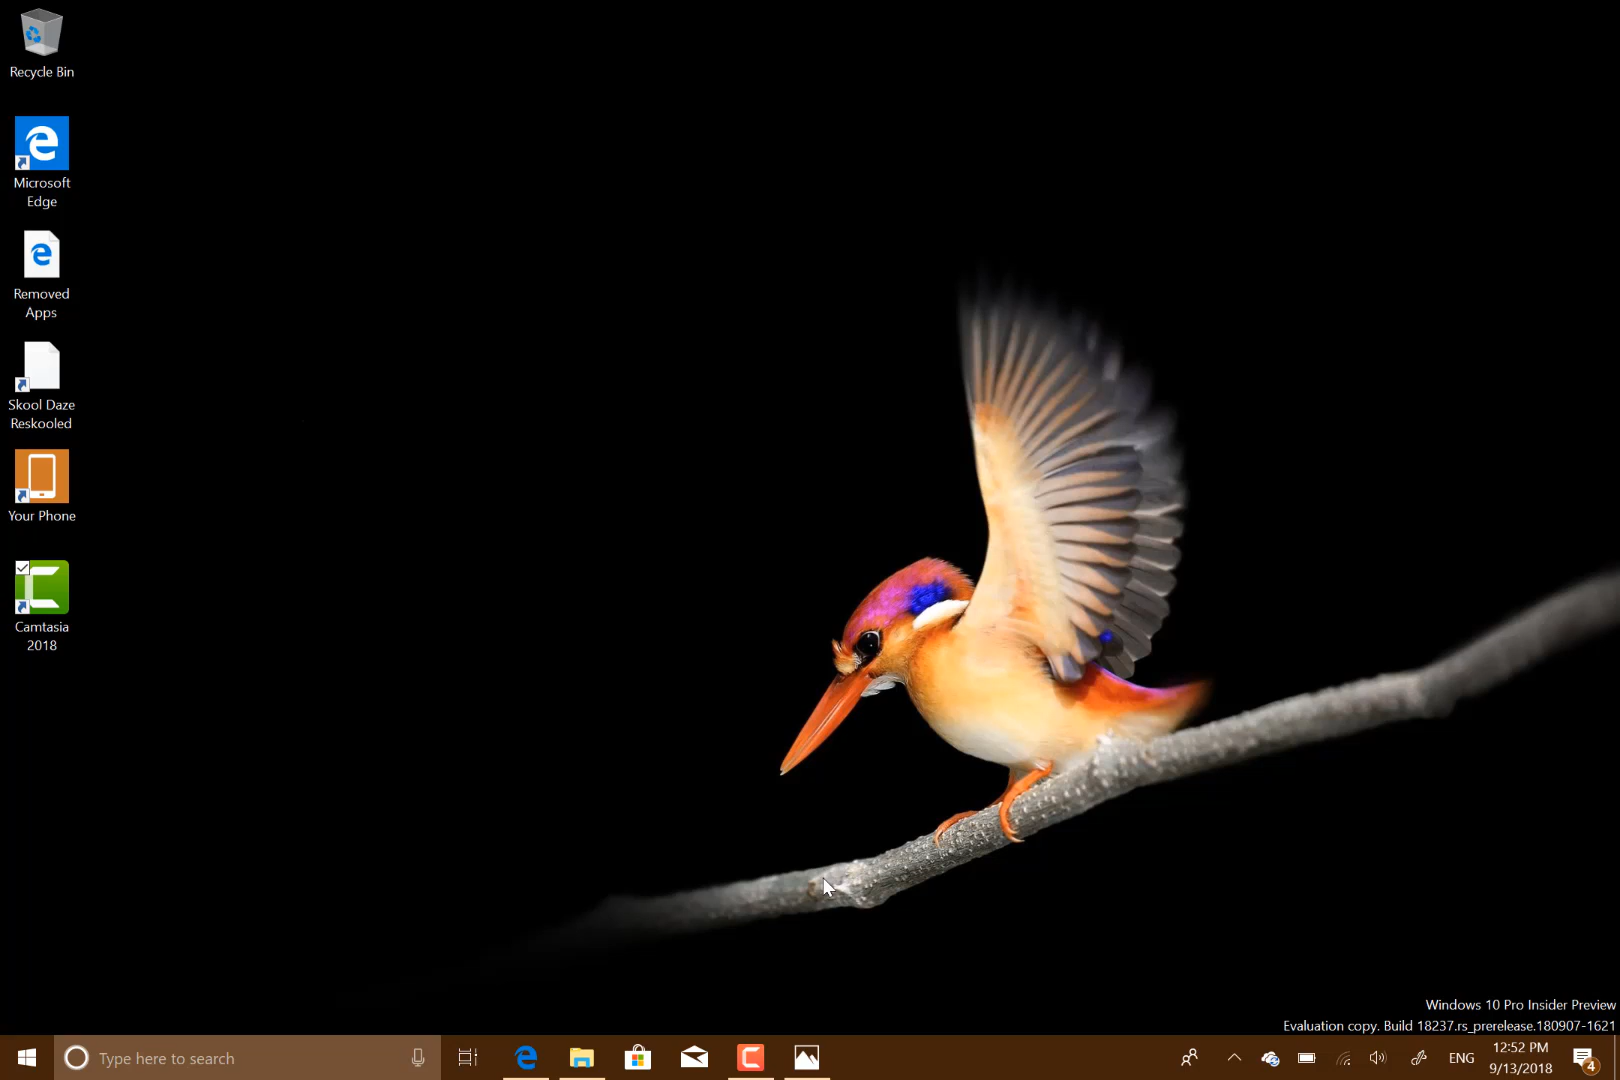 Recycle Bin
Microsoft
Edge
Removed
Apps
Skool Daze
Reskooled
Your Phone
Camtasia
2018
Windows 10 Pro Insider Preview
Evaluation copy. Build 18237.rs_prerelease.180907-1621
Type here to search
ENG
12:52 PM
9/13/2018
4